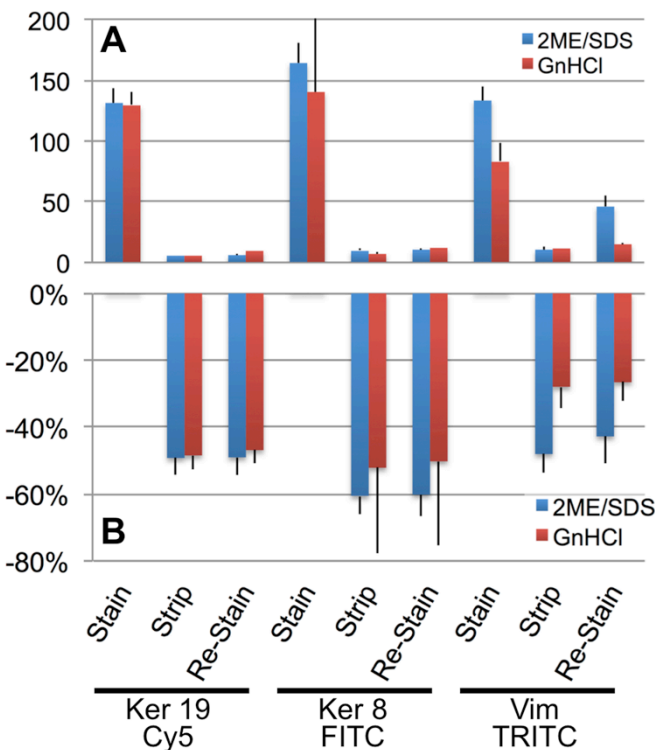 200
A
2ME/SDS
GnHCl
150
100
50
0
0%
-20%
-40%
-60%
2ME/SDS
B
GnHCl
-80%
Stain
Strip
Re-Stain
Stain
Strip
Re-Stain
Stain
Strip
Re-Stain
Ker 19
Cy5
Ker 8
FITC
Vim
TRITC